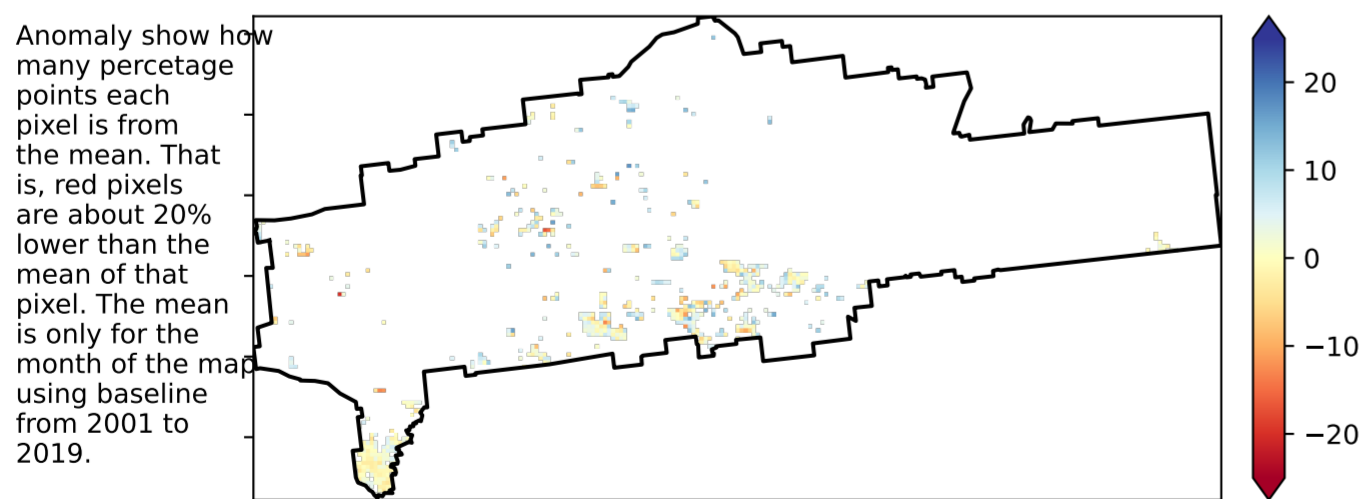 Anomaly show how
many percetage
points each
pixel is from
the mean. That
is, red pixels
are about 20%
lower than the
mean of that
pixel. The mean
is only for the
month of the map
using baseline
from 2001 to
2019.
20
10
0
−10
−20